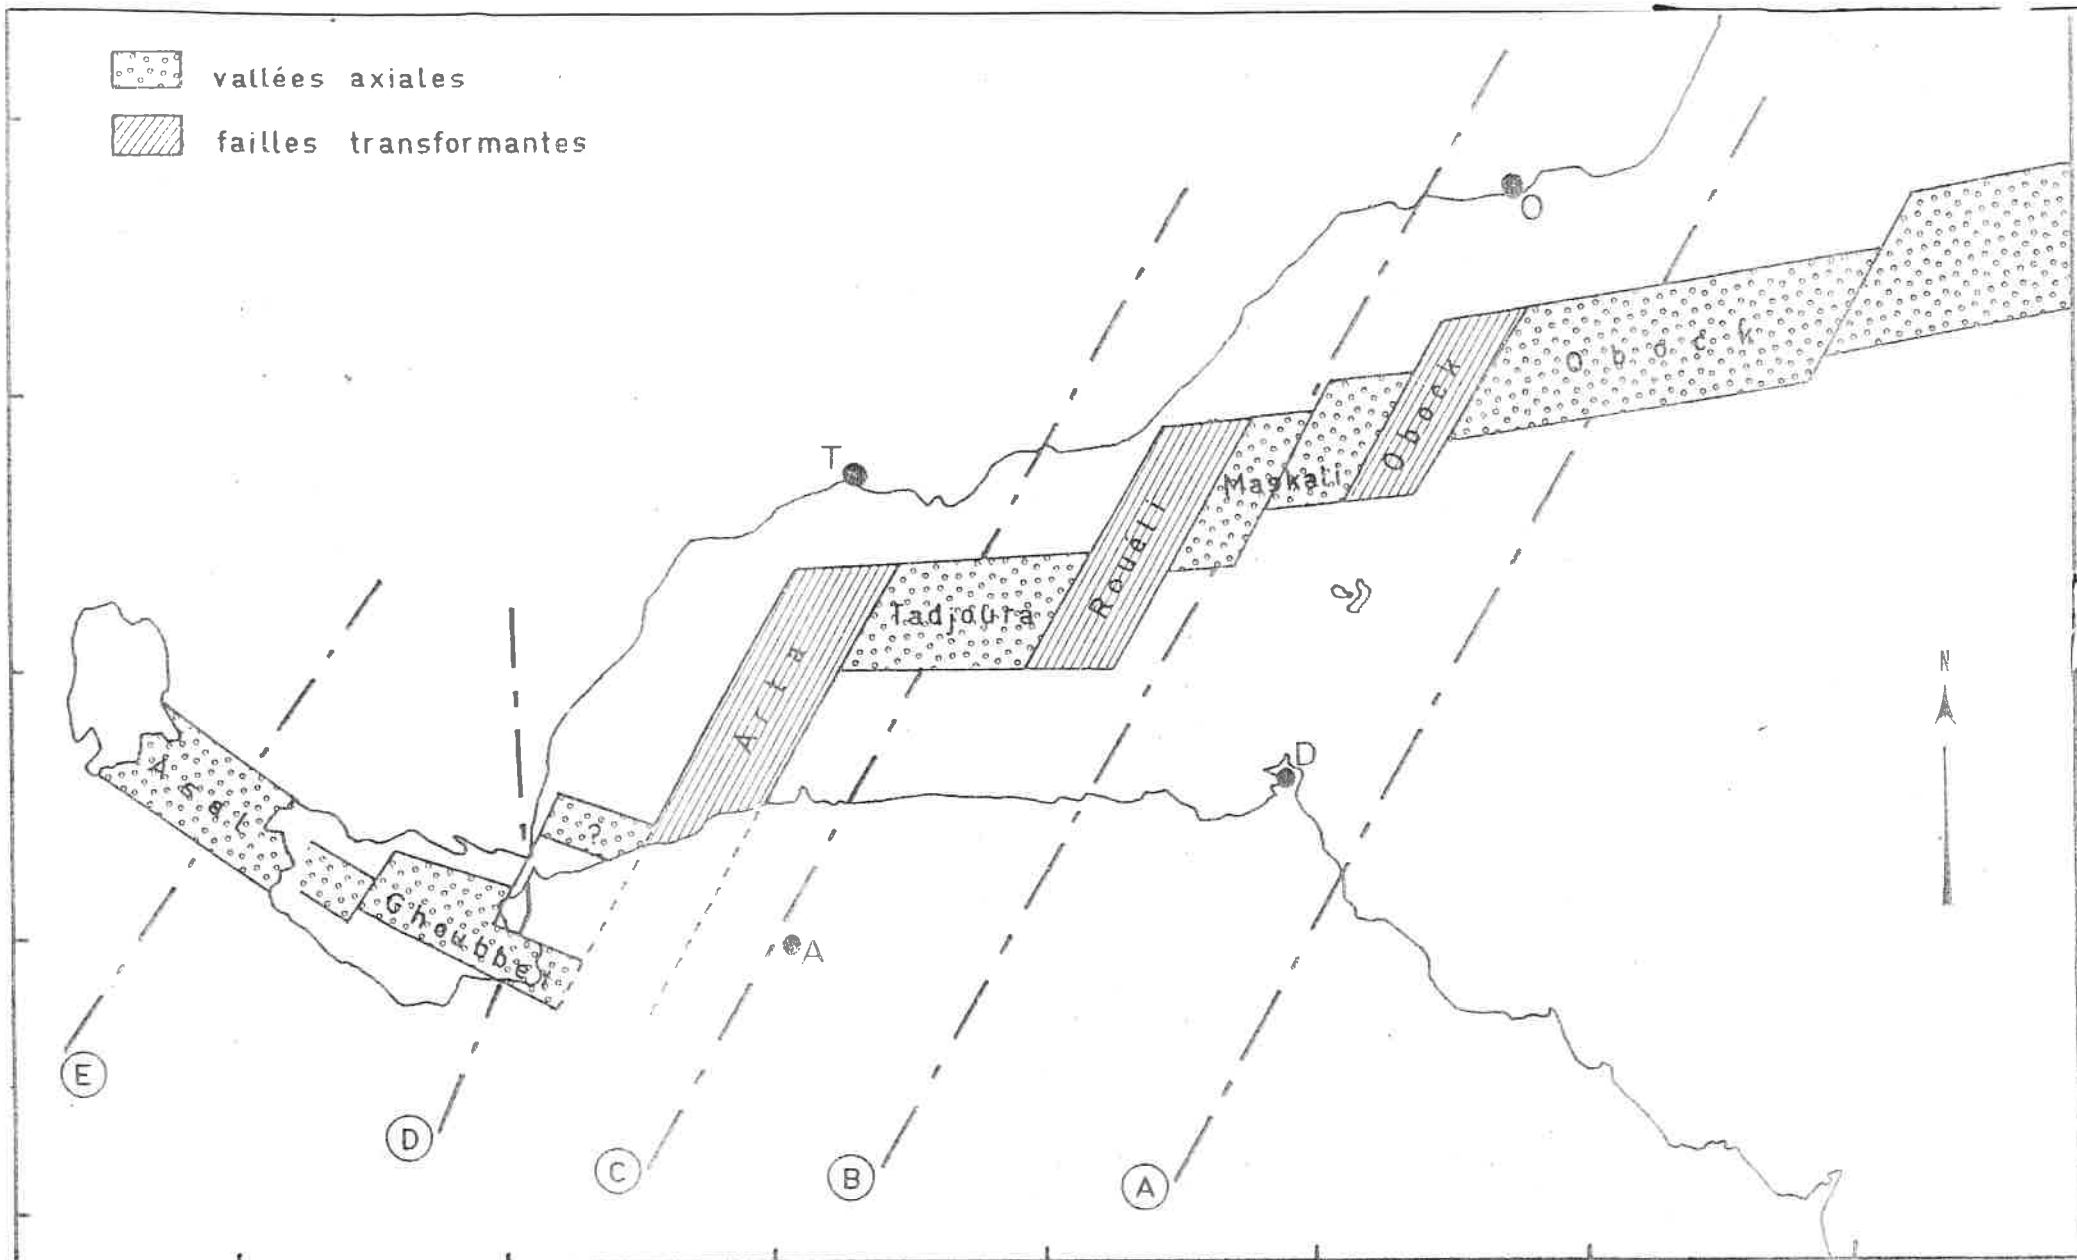 vallées axiales
failles transformantes
O
Obock
Obock
T
Maskali
Rouéli
Tadjoura
N
Arta
D
Asal
?
Ghoubbet
A
E
D
C
B
A